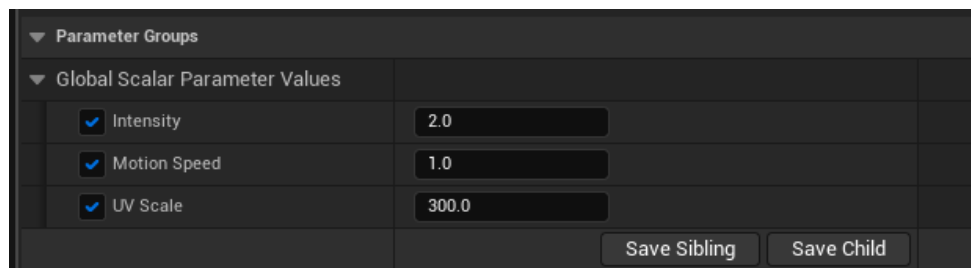 Parameter Groups
Global Scalar Parameter Values
Intensity 2.0
Motion Speed 1.0
UV Scale 300.0
Save Sibling Save Child